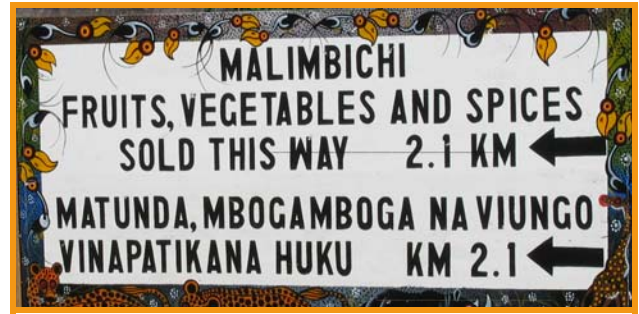 MALIMBICHI
FRUITS, VEGETABLES AND SPICES
SOLD THIS WAY 2.1 KM
MATUNDA, MBOGAMBOGA NA VIUNGO
VINAPATIKANA HUKU KM 2.1